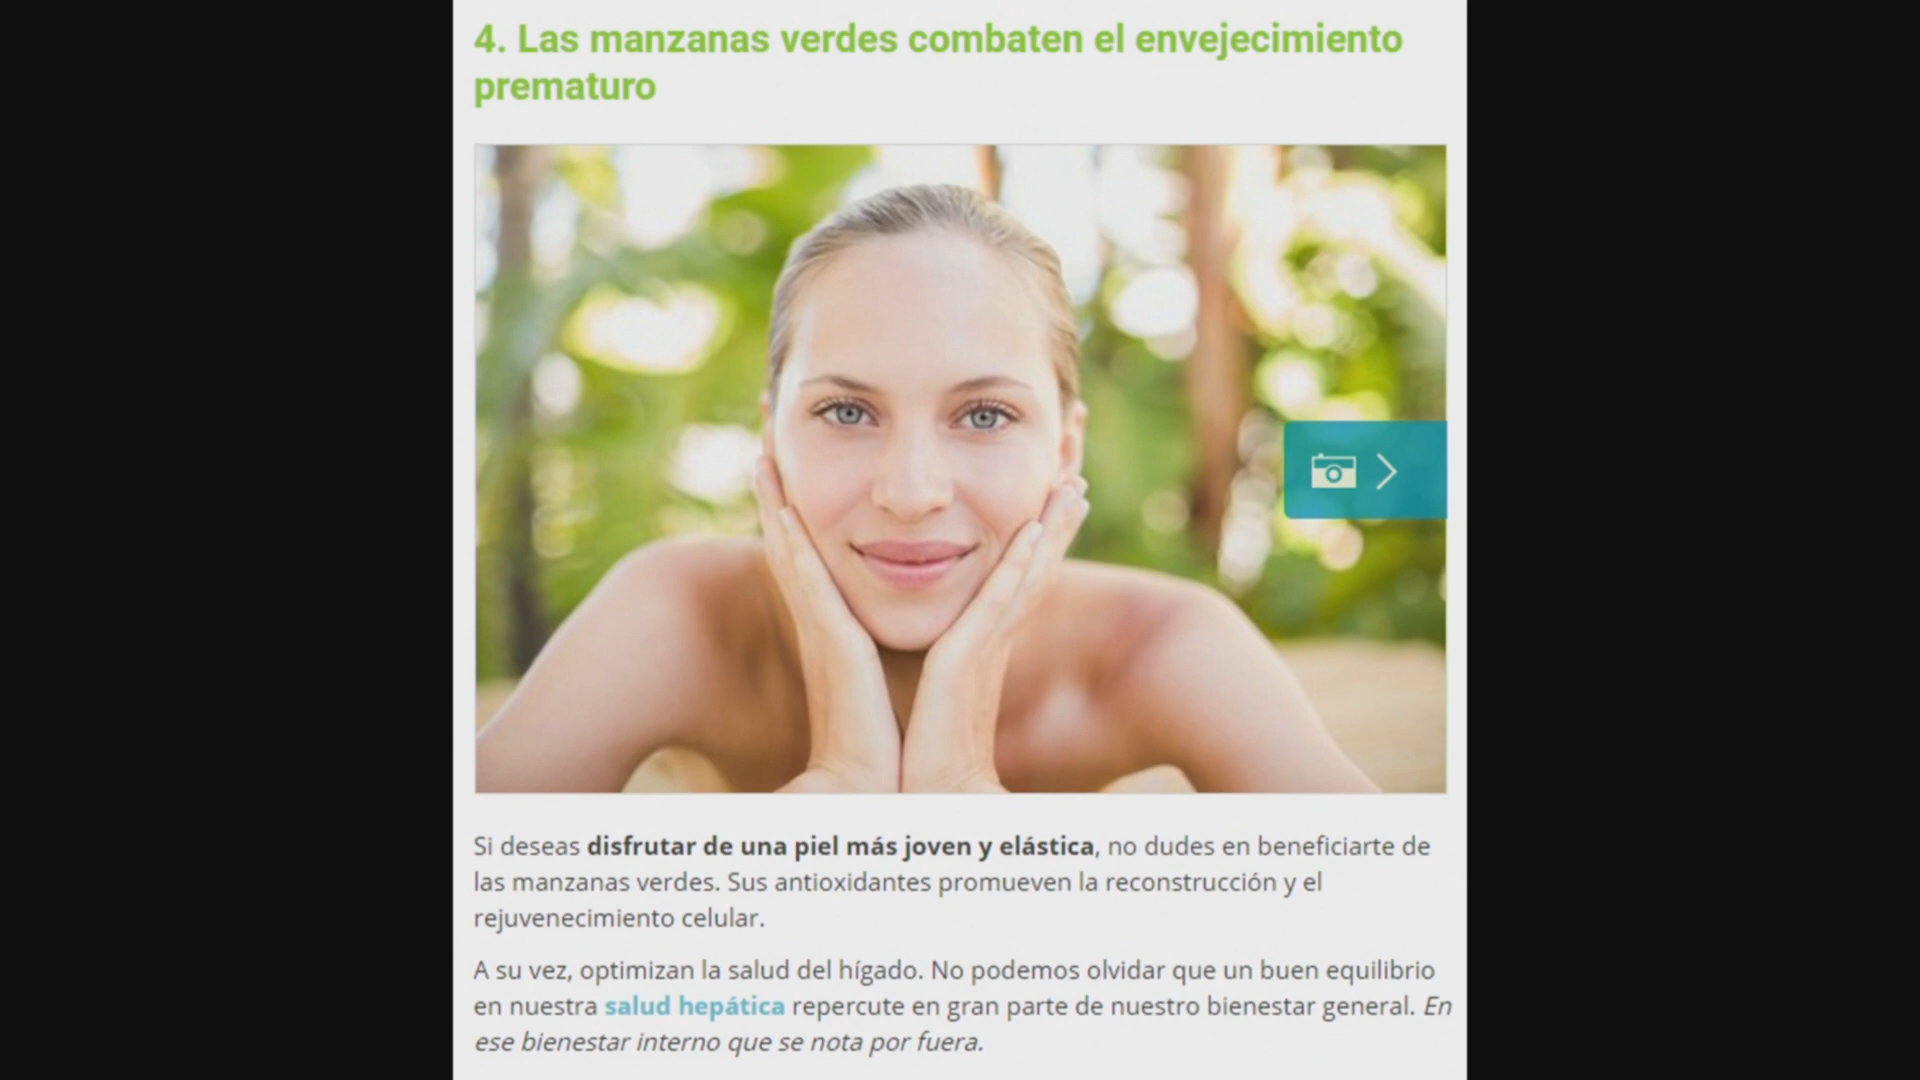 4. Las manzanas verdes combaten el envejecimiento
prematuro
Si deseas disfrutar de una piel más joven y elástica, no dudes en beneficiarte de
las manzanas verdes. Sus antioxidantes promueven la reconstrucción y el
rejuvenecimiento celular.
A su vez, optimizan la salud del hígado. No podemos olvidar que un buen equilibrio
en nuestra salud hepática repercute en gran parte de nuestro bienestar general. En
ese bienestar interno que se nota por fuera.